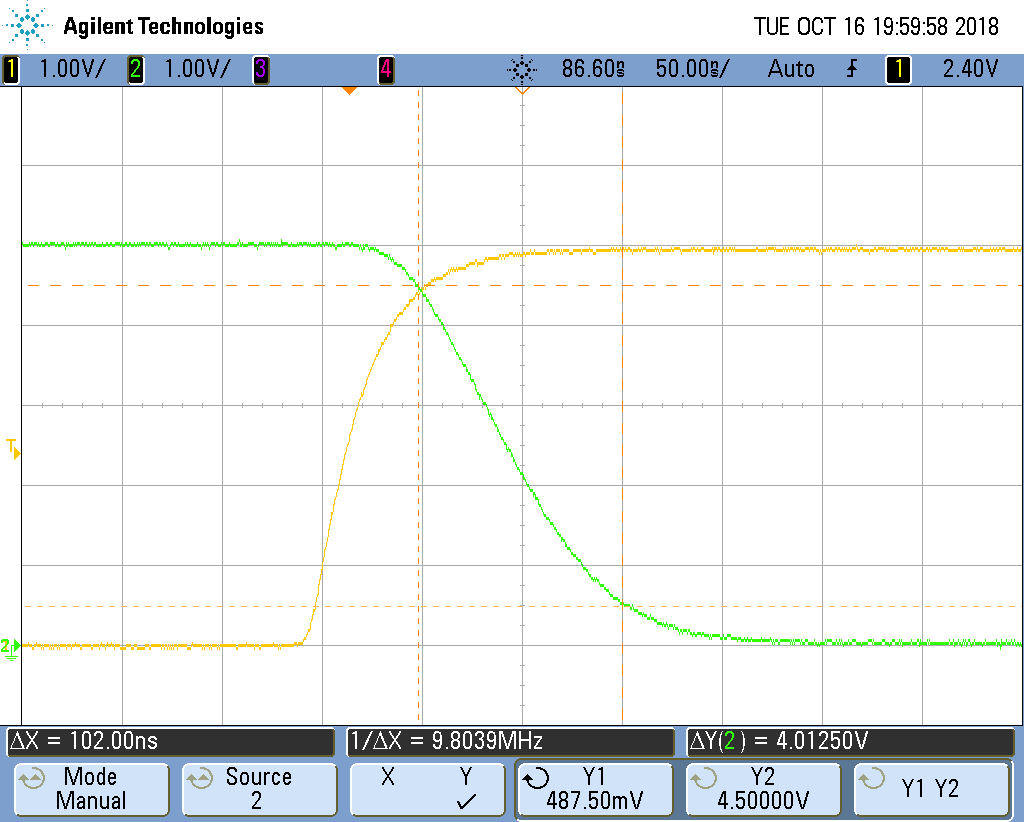 Agilent Technologies TUE OCT 16 19:59:58 2018
1 1.00V/ 2 1.00V/ 3 4 86.60s 50.00s/ Auto 1 2.40V
T
2
ΔX = 102.00ns 1/ΔX = 9.8039MHz ΔY(2) = 4.01250V
Mode Source X Y Y1 Y2 Y1 Y2
Manual 2 ✓ 487.50mV 4.50000V